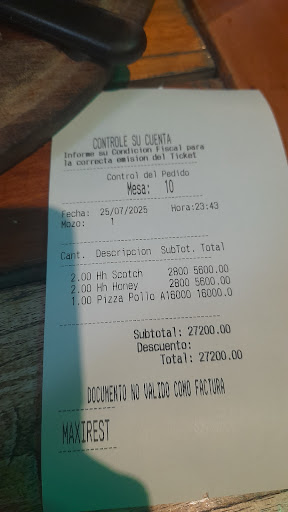 CONTROLE SU CUENTA
Informe su Condicion Fiscal para
la correcta emision del Ticket
Control del Pedido
Mesa: 10
Fecha: 25/07/2025 Hora:23:43
Mozo: 1
Cant. Descripcion SubTot. Total
2.00 Hh Scotch 2800 5600.00
2.00 Hh Honey 2800 5600.00
1.00 Pizza Pollo A16000 16000.0
Subtotal: 27200.00
Descuento:
Total: 27200.00
DOCUMENTO NO VALIDO COMO FACTURA
MAXIREST